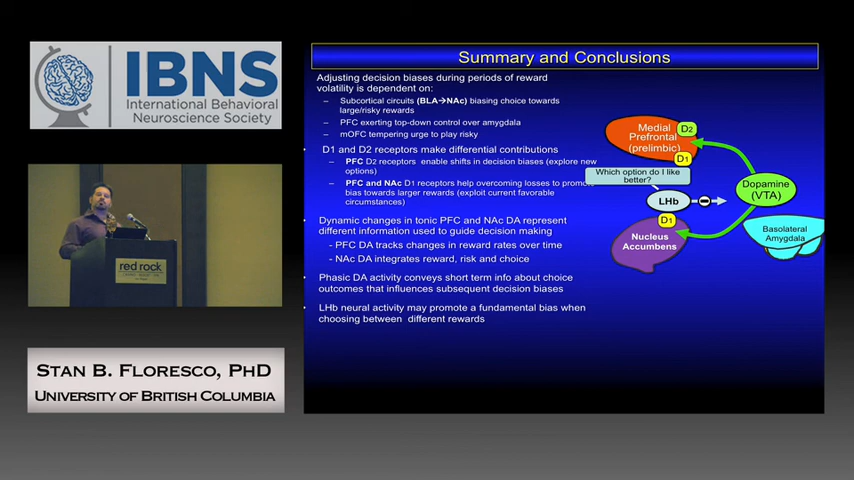 IBNS
International Behavioral
Neuroscience Society
red rock
STAN B. FLORESCO, PHD
UNIVERSITY OF BRITISH COLUMBIA
Summary and Conclusions
Adjusting decision biases during periods of reward
volatility is dependent on:
– Subcortical circuits (BLA→NAc) biasing choice towards
large/risky rewards
– PFC exerting top-down control over amygdala
– mOFC tempering urge to play risky
• D1 and D2 receptors make differential contributions
– PFC D2 receptors enable shifts in decision biases (explore new
options)
– PFC and NAc D1 receptors help overcoming losses to promote
bias towards larger rewards (exploit current favorable
circumstances)
• Dynamic changes in tonic PFC and NAc DA represent
different information used to guide decision making
- PFC DA tracks changes in reward rates over time
- NAc DA integrates reward, risk and choice
• Phasic DA activity conveys short term info about choice
outcomes that influences subsequent decision biases
• LHb neural activity may promote a fundamental bias when
choosing between different rewards
Medial
Prefrontal
(prelimbic)
D2
D1
Which option do I like
better?
LHb
Dopamine
(VTA)
D1
Nucleus
Accumbens
Basolateral
Amygdala